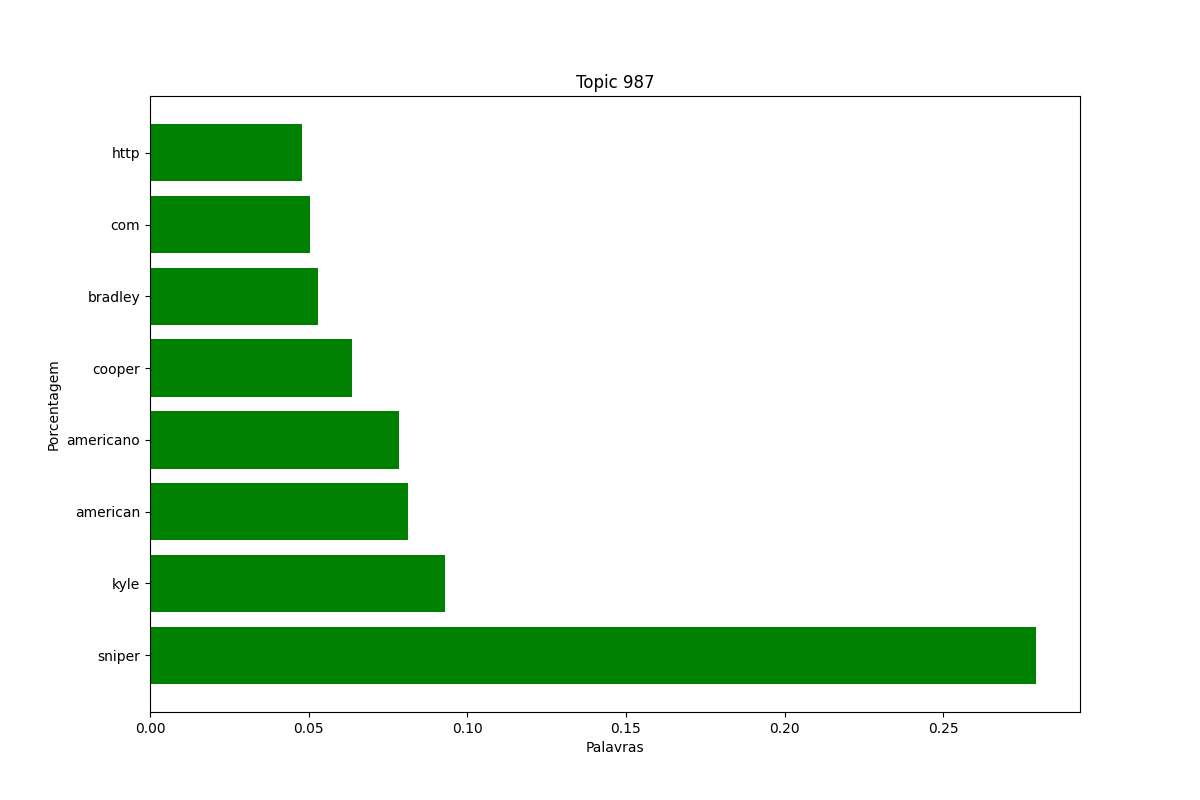 Topic 987
http
com
bradley
cooper
americano
american
kyle
sniper
Porcentagem
0.00 0.05 0.10 0.15 0.20 0.25
Palavras